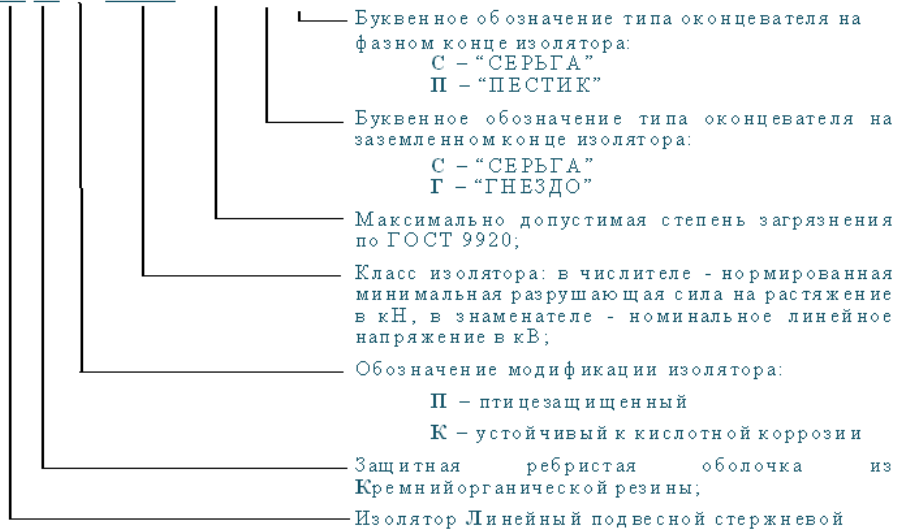 Буквенное обозначение типа оконцевателя на
фазном конце изолятора:
С – “СЕРЬГА”
П – “ПЕСТИК”
Буквенное обозначение типа оконцевателя на
заземленном конце изолятора:
С – “СЕРЬГА”
Г – “ГНЕЗДО”
Максимально допустимая степень загрязнения
по ГОСТ 9920;
Класс изолятора: в числителе - нормированная
минимальная разрушающая сила на растяжение
в кН, в знаменателе - номинальное линейное
напряжение в кВ;
Обозначение модификации изолятора:
П – птицезащищенный
К – устойчивый к кислотной коррозии
Защитная ребристая оболочка из
Кремнийорганической резины;
Изолятор Линейный подвесной стержневой